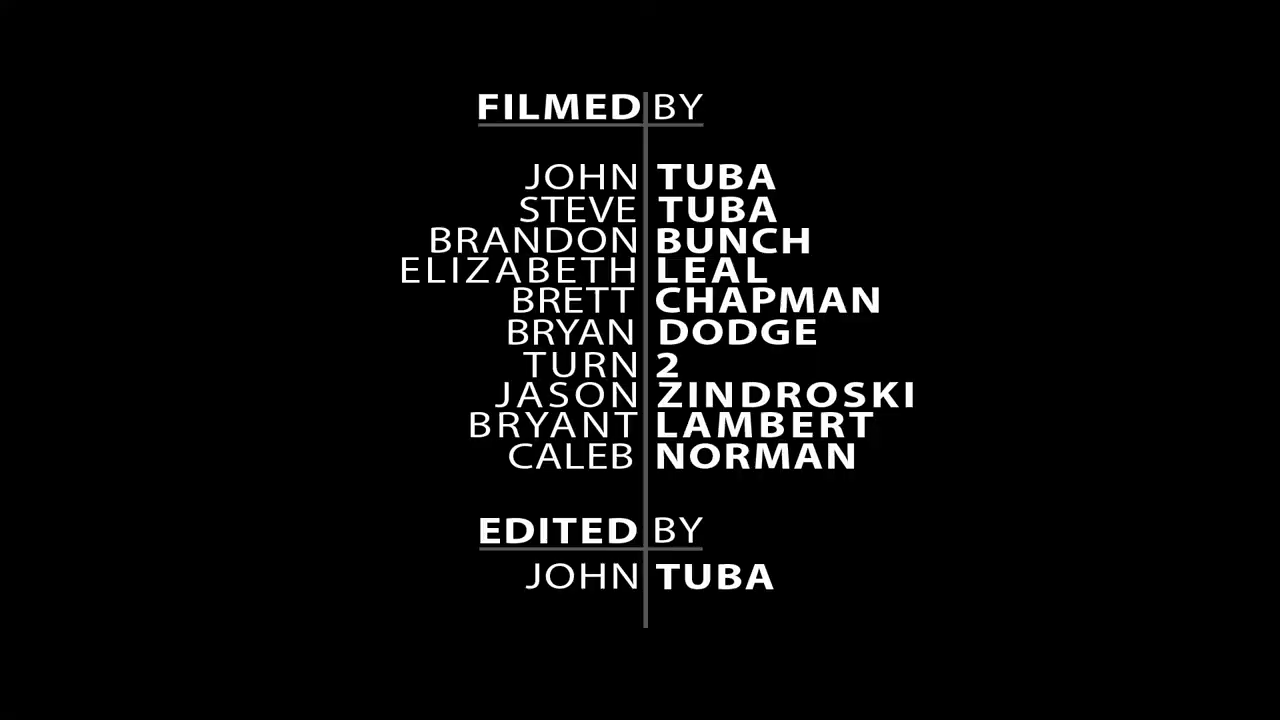 FILMED BY
JOHN TUBA
STEVE TUBA
BRANDON BUNCH
ELIZABETH LEAL
BRETT CHAPMAN
BRYAN DODGE
TURN 2
JASON ZINDROSKI
BRYANT LAMBERT
CALEB NORMAN
EDITED BY
JOHN TUBA